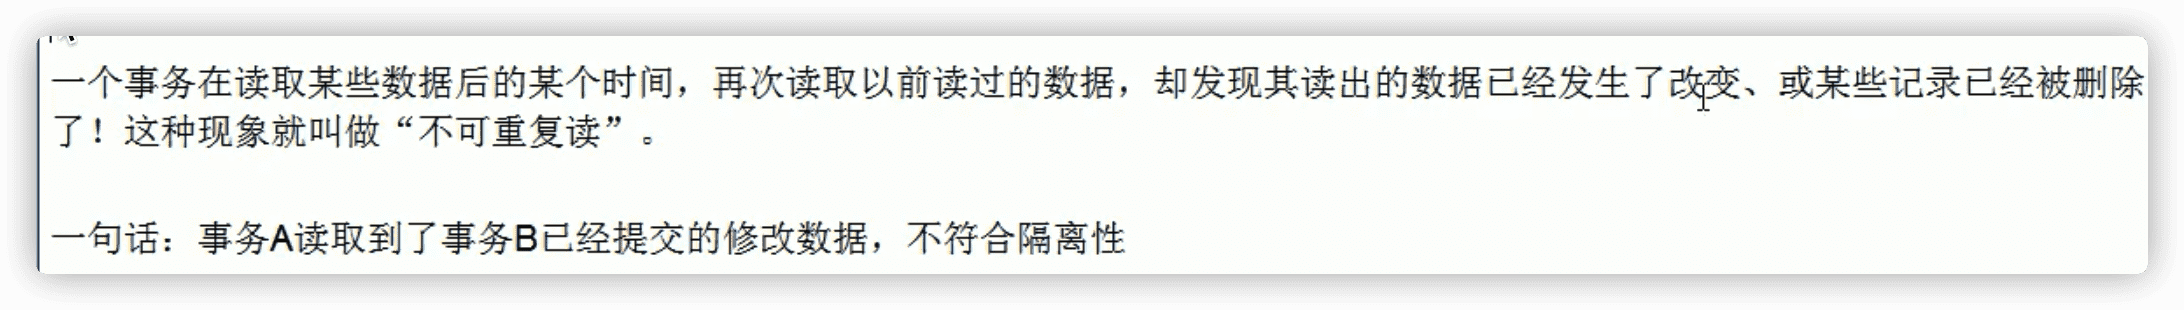 一个事务在读取某些数据后的某个时间，再次读取以前读过的数据，却发现其读出的数据已经发生了改变、或某些记录已经被删除
了！这种现象就叫做“不可重复读”。
一句话：事务A读取到了事务B已经提交的修改数据，不符合隔离性